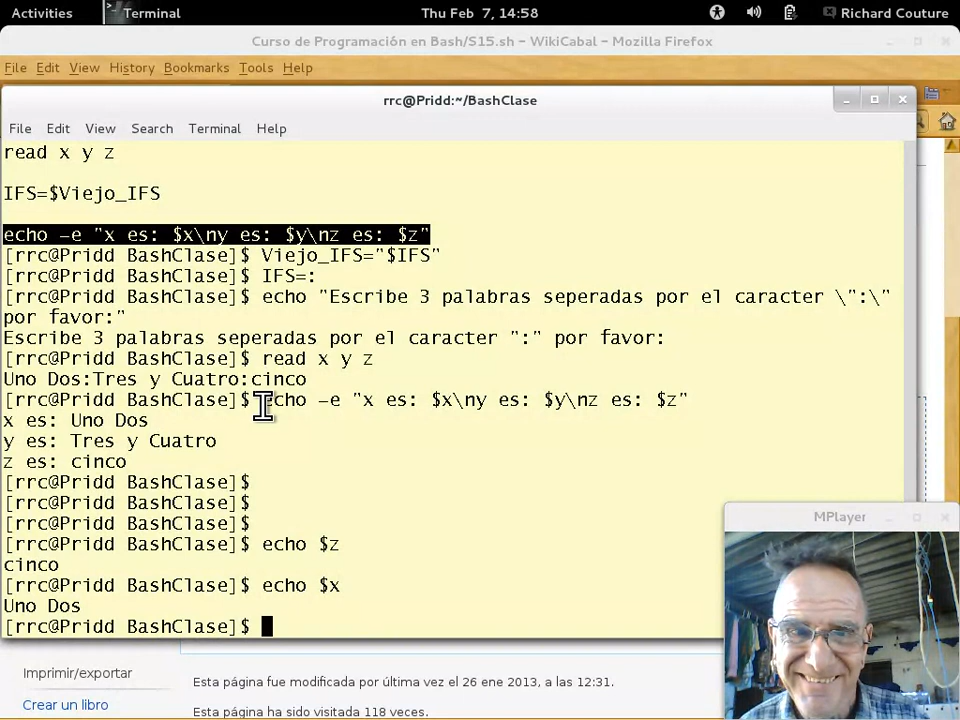 Activities
Terminal
Thu Feb 7, 14:58
Richard Couture
Curso de Programación en Bash/S15.sh – WikiCabal – Mozilla Firefox
File Edit View History Bookmarks Tools Help
rrc@Pridd:~/BashClase
File Edit View Search Terminal Help
read x y z
IFS=$Viejo_IFS
echo –e "x es: $x\ny es: $y\nz es: $z"
[rrc@Pridd BashClase]$ Viejo_IFS="$IFS"
[rrc@Pridd BashClase]$ IFS=:
[rrc@Pridd BashClase]$ echo "Escribe 3 palabras seperadas por el caracter \":\"
por favor:"
Escribe 3 palabras seperadas por el caracter ":" por favor:
[rrc@Pridd BashClase]$ read x y z
Uno Dos:Tres y Cuatro:cinco
[rrc@Pridd BashClase]$ echo –e "x es: $x\ny es: $y\nz es: $z"
x es: Uno Dos
y es: Tres y Cuatro
z es: cinco
[rrc@Pridd BashClase]$
[rrc@Pridd BashClase]$
[rrc@Pridd BashClase]$
[rrc@Pridd BashClase]$ echo $z
cinco
[rrc@Pridd BashClase]$ echo $x
Uno Dos
[rrc@Pridd BashClase]$
MPlayer
Imprimir/exportar
Crear un libro
Esta página fue modificada por última vez el 26 ene 2013, a las 12:31.
Esta página ha sido visitada 118 veces.